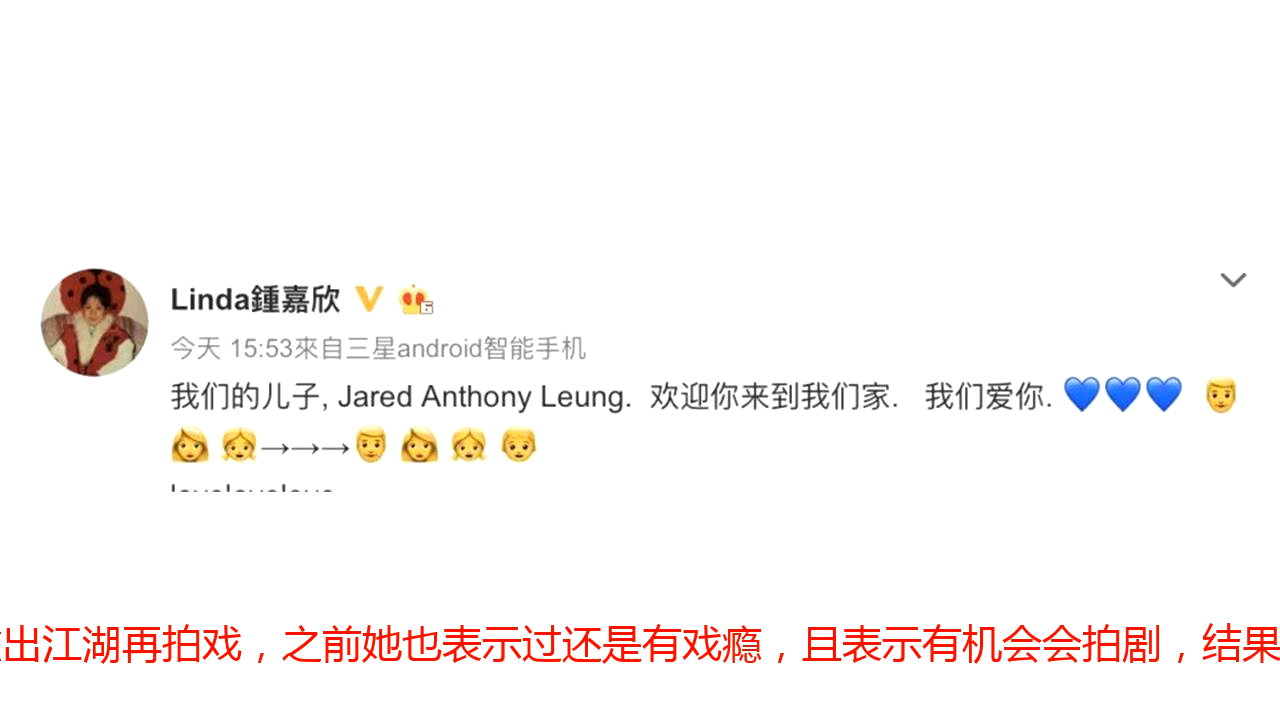 Linda鍾嘉欣
今天 15:53來自三星android智能手机
我们的儿子, Jared Anthony Leung. 欢迎你来到我们家. 我们爱你. 💙💙💙 👨
👩 👧→→→👨 👩 👧 👦
出江湖再拍戏，之前她也表示过还是有戏瘾，且表示有机会会拍剧，结果